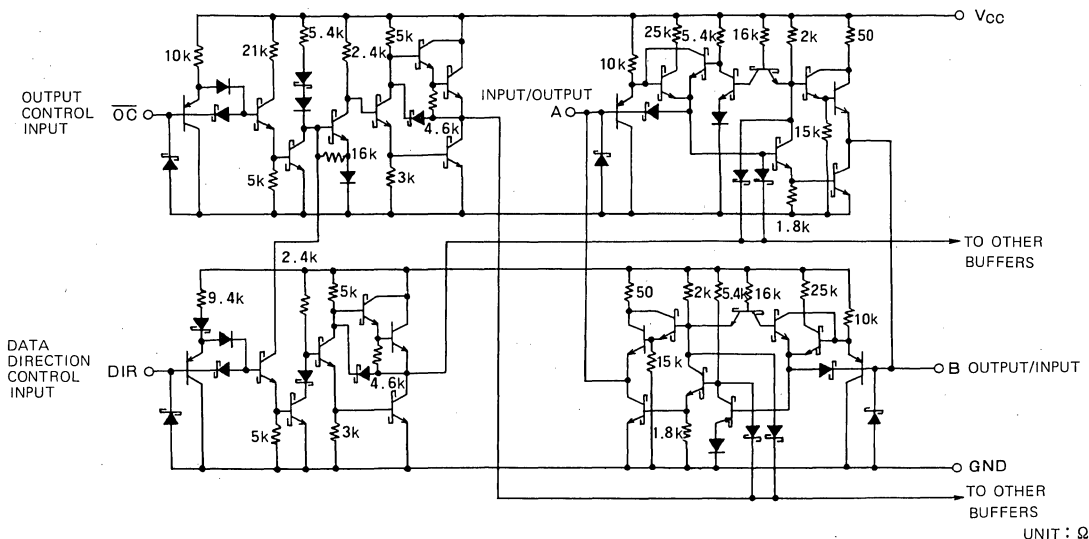 5.4k 5k 25k 5.4k 16k 2k 50 VCC
10k 21k 2.4k 10k
OUTPUT
CONTROL
INPUT
OC
INPUT/OUTPUT
A
4.6k 15k
16k
5k 3k
1.8k
TO OTHER
BUFFERS
2.4k
9.4k 5k 50 2k 5.4k 16k 25k
10k
DATA
DIRECTION
CONTROL
INPUT
DIR
15k
B OUTPUT/INPUT
4.6k
5k 3k 1.8k
GND
TO OTHER
BUFFERS
UNIT : Ω